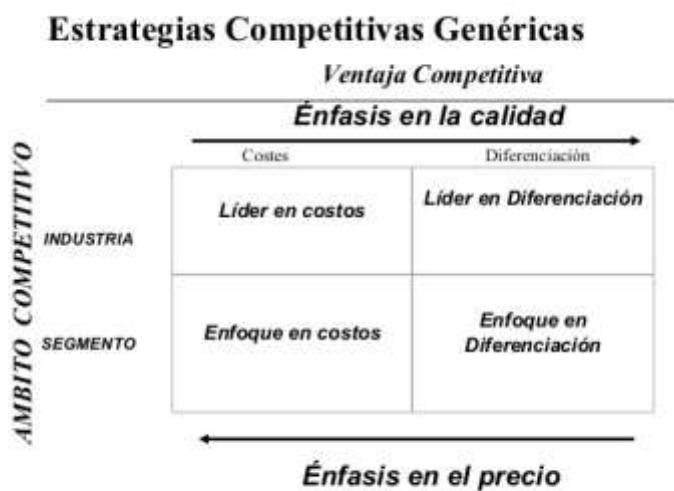 Estrategias Competitivas Genéricas
Ventaja Competitiva
Énfasis en la calidad
Costes
Diferenciación
AMBITO COMPETITIVO
INDUSTRIA
Líder en costos
Líder en Diferenciación
SEGMENTO
Enfoque en costos
Enfoque en
Diferenciación
Énfasis en el precio